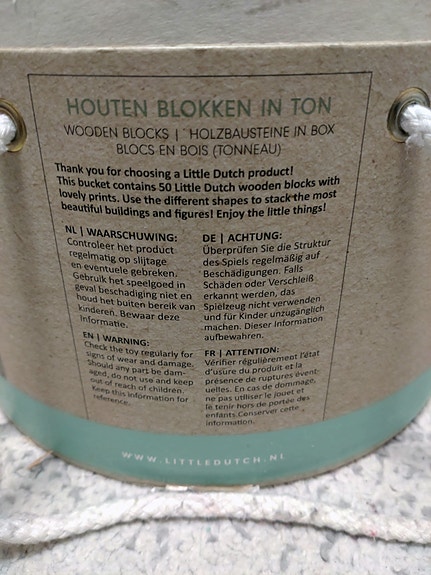 HOUTEN BLOKKEN IN TON
WOODEN BLOCKS | HOLZBAUSTEINE IN BOX
BLOCS EN BOIS (TONNEAU)
Thank you for choosing a Little Dutch product!
This bucket contains 50 Little Dutch wooden blocks with
lovely prints. Use the different shapes to stack the most
beautiful buildings and figures! Enjoy the little things!
NL | WAARSCHUWING:
Controleer het product
regelmatig op slijtage
en eventuele gebreken.
Gebruik het speelgoed in
geval beschadiging niet en
houd het buiten bereik van
kinderen. Bewaar deze
informatie.
EN | WARNING:
Check the toy regularly for
signs of wear and damage.
Should any part be dam-
aged, do not use and keep
out of reach of children.
Keep this information for
reference.
DE | ACHTUNG:
Überprüfen Sie die Struktur
des Spiels regelmäßig auf
Beschädigungen. Falls
Schäden oder Verschleiß
erkannt werden, das
Spielzeug nicht verwenden
und für Kinder unzugänglich
machen. Dieser Information
aufbewahren.
FR | ATTENTION:
Vérifier régulièrement l'état
d'usure du produit et la
présence de ruptures évent-
uelles. En cas de dommage,
ne pas utiliser le jouet et
le tenir hors de portée des
enfants.Conserver cette
information.
WWW.LITTLEDUTCH.NL